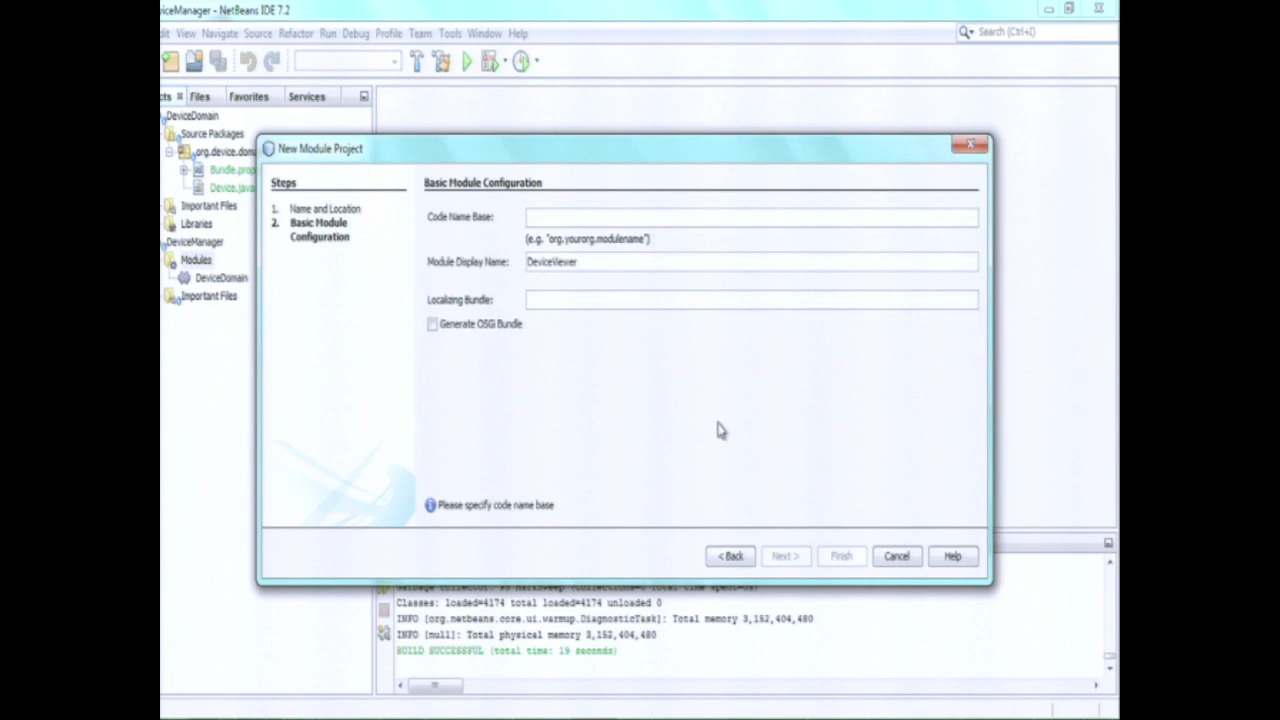 viceManager - NetBeans IDE 7.2
dit View Navigate Source Refactor Run Debug Profile Team Tools Window Help
Search (Ctrl+I)
cts Files Favorites Services
DeviceDomain
Source Packages
org.device.doma
Bundle.prop
Device.java
Important Files
Libraries
DeviceManager
Modules
DeviceDomain
Important Files
New Module Project
Steps
1. Name and Location
2. Basic Module
Configuration
Basic Module Configuration
Code Name Base:
(e.g. "org.yourorg.modulename")
Module Display Name: DeviceViewer
Localizing Bundle:
Generate OSGi Bundle
Please specify code name base
< Back Next > Finish Cancel Help
Classes: loaded=4174 total loaded=4174 unloaded 0
INFO [org.netbeans.core.ui.warmup.DiagnosticTask]: Total memory 3,152,404,480
INFO [null]: Total physical memory 3,152,404,480
BUILD SUCCESSFUL (total time: 19 seconds)